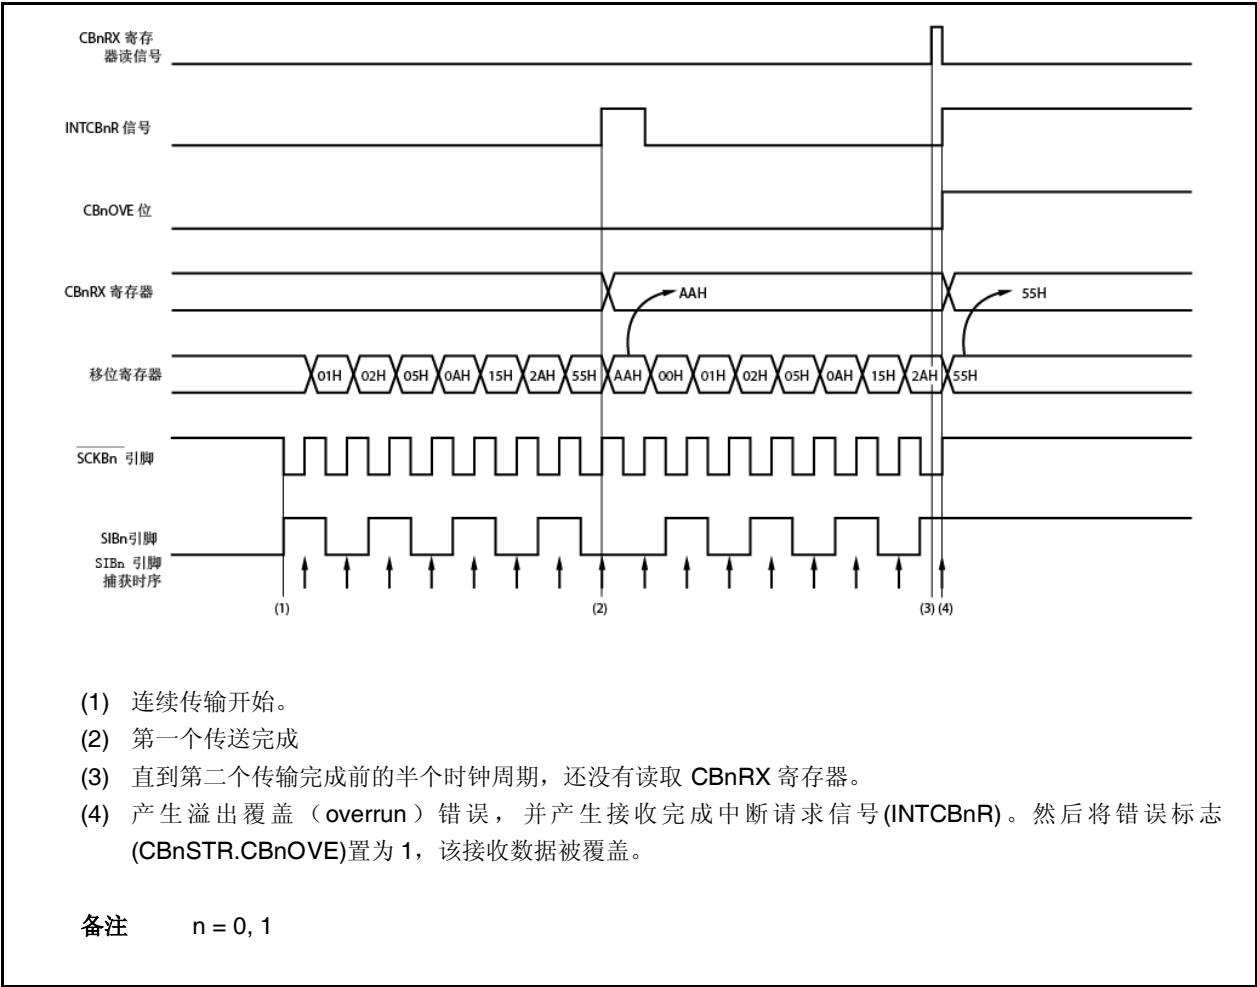 CBnRX 寄存
器读信号
INTCBnR 信号
CBnOVE 位
CBnRX 寄存器
AAH
55H
移位寄存器
01H 02H 05H 0AH 15H 2AH 55H AAH 00H 01H 02H 05H 0AH 15H 2AH 55H
SCKBn 引脚
SIBn引脚
SIBn 引脚
捕获时序
(1) (2) (3) (4)
(1) 连续传输开始。
(2) 第一个传送完成
(3) 直到第二个传输完成前的半个时钟周期，还没有读取 CBnRX 寄存器。
(4) 产生溢出覆盖（overrun）错误，并产生接收完成中断请求信号(INTCBnR)。然后将错误标志
(CBnSTR.CBnOVE)置为 1，该接收数据被覆盖。
备注 n = 0, 1